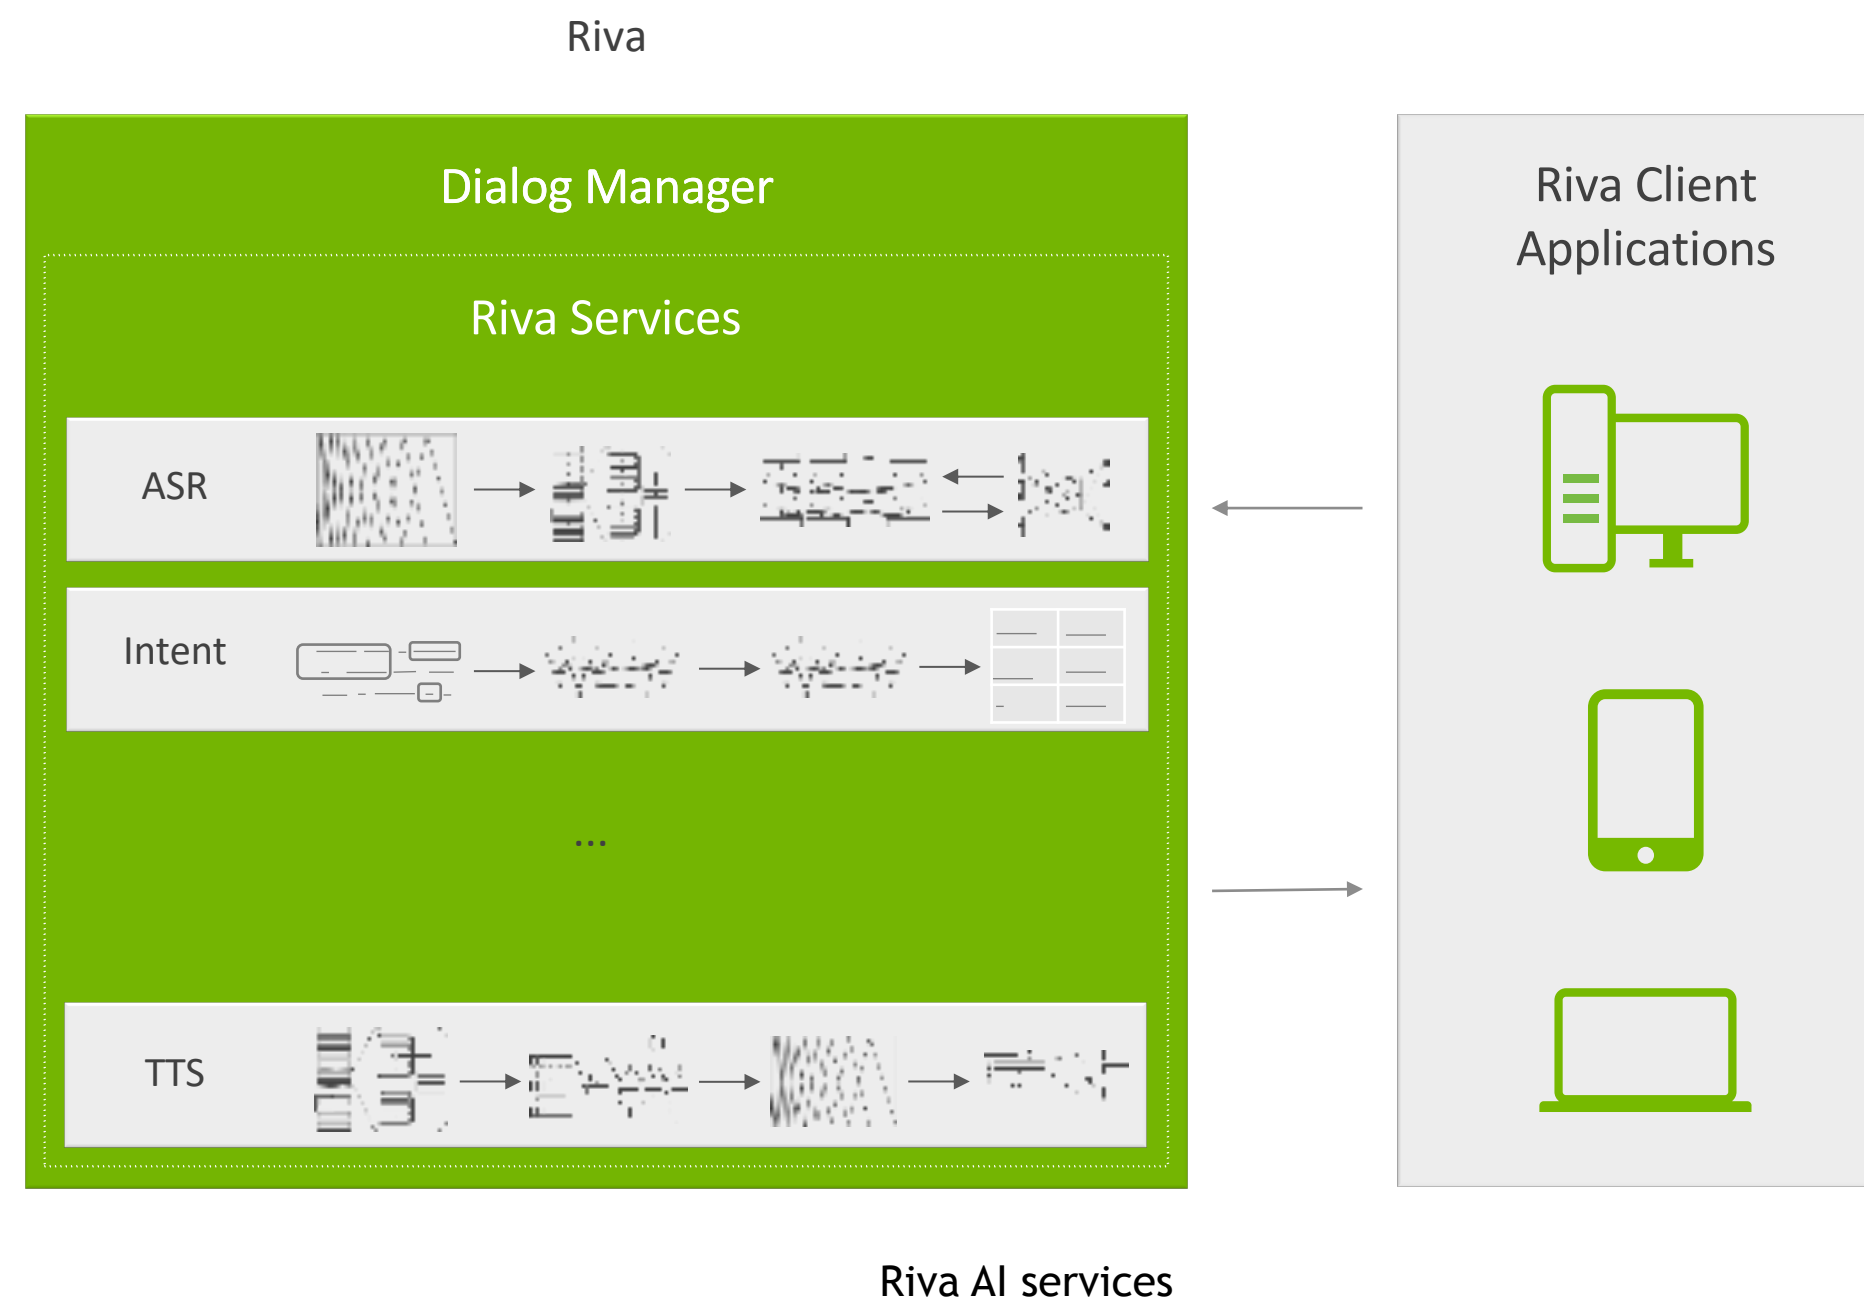 Riva
Dialog Manager
Riva Services
ASR
Intent
...
TTS
Riva Client
Applications
Riva AI services